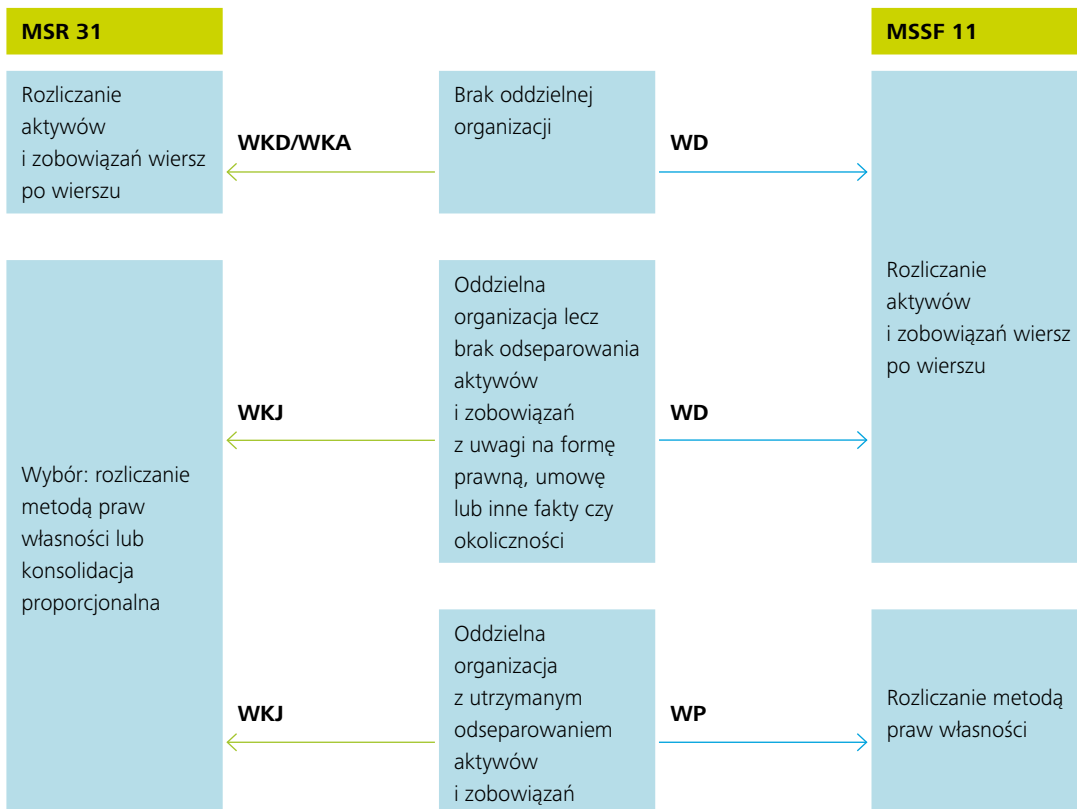 MSR 31
MSSF 11
Rozliczanie
aktywów
i zobowiązań wiersz
po wierszu
WKD/WKA
Brak oddzielnej
organizacji
WD
Rozliczanie
aktywów
i zobowiązań wiersz
po wierszu
Wybór: rozliczanie
metodą praw
własności lub
konsolidacja
proporcjonalna
WKJ
Oddzielna
organizacja lecz
brak odseparowania
aktywów
i zobowiązań
z uwagi na formę
prawną, umowę
lub inne fakty czy
okoliczności
WD
WKJ
Oddzielna
organizacja
z utrzymanym
odseparowaniem
aktywów
i zobowiązań
WP
Rozliczanie metodą
praw własności